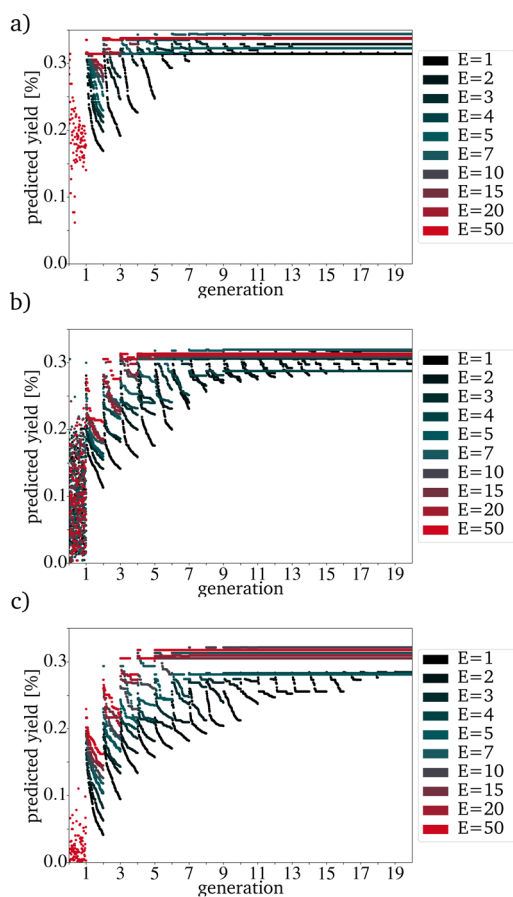 a)
predicted yield [%]
0.3
0.2
0.1
0.0
1 3 5 7 9 11 13 15 17 19
generation
E=1
E=2
E=3
E=4
E=5
E=7
E=10
E=15
E=20
E=50
b)
predicted yield [%]
0.3
0.2
0.1
0.0
1 3 5 7 9 11 13 15 17 19
generation
E=1
E=2
E=3
E=4
E=5
E=7
E=10
E=15
E=20
E=50
c)
predicted yield [%]
0.3
0.2
0.1
0.0
1 3 5 7 9 11 13 15 17 19
generation
E=1
E=2
E=3
E=4
E=5
E=7
E=10
E=15
E=20
E=50